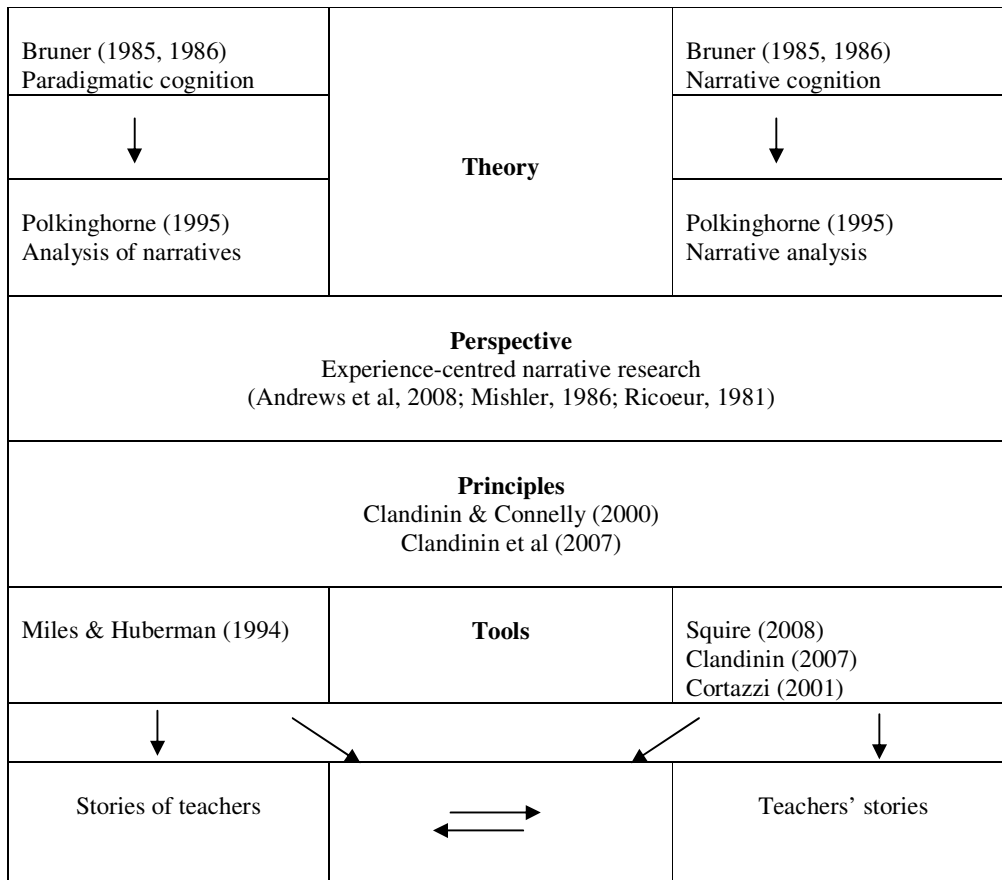 Bruner (1985, 1986)
Paradigmatic cognition
Bruner (1985, 1986)
Narrative cognition
Theory
Polkinghorne (1995)
Analysis of narratives
Polkinghorne (1995)
Narrative analysis
Perspective
Experience-centred narrative research
(Andrews et al, 2008; Mishler, 1986; Ricoeur, 1981)
Principles
Clandinin & Connelly (2000)
Clandinin et al (2007)
Miles & Huberman (1994)
Tools
Squire (2008)
Clandinin (2007)
Cortazzi (2001)
Stories of teachers
Teachers’ stories